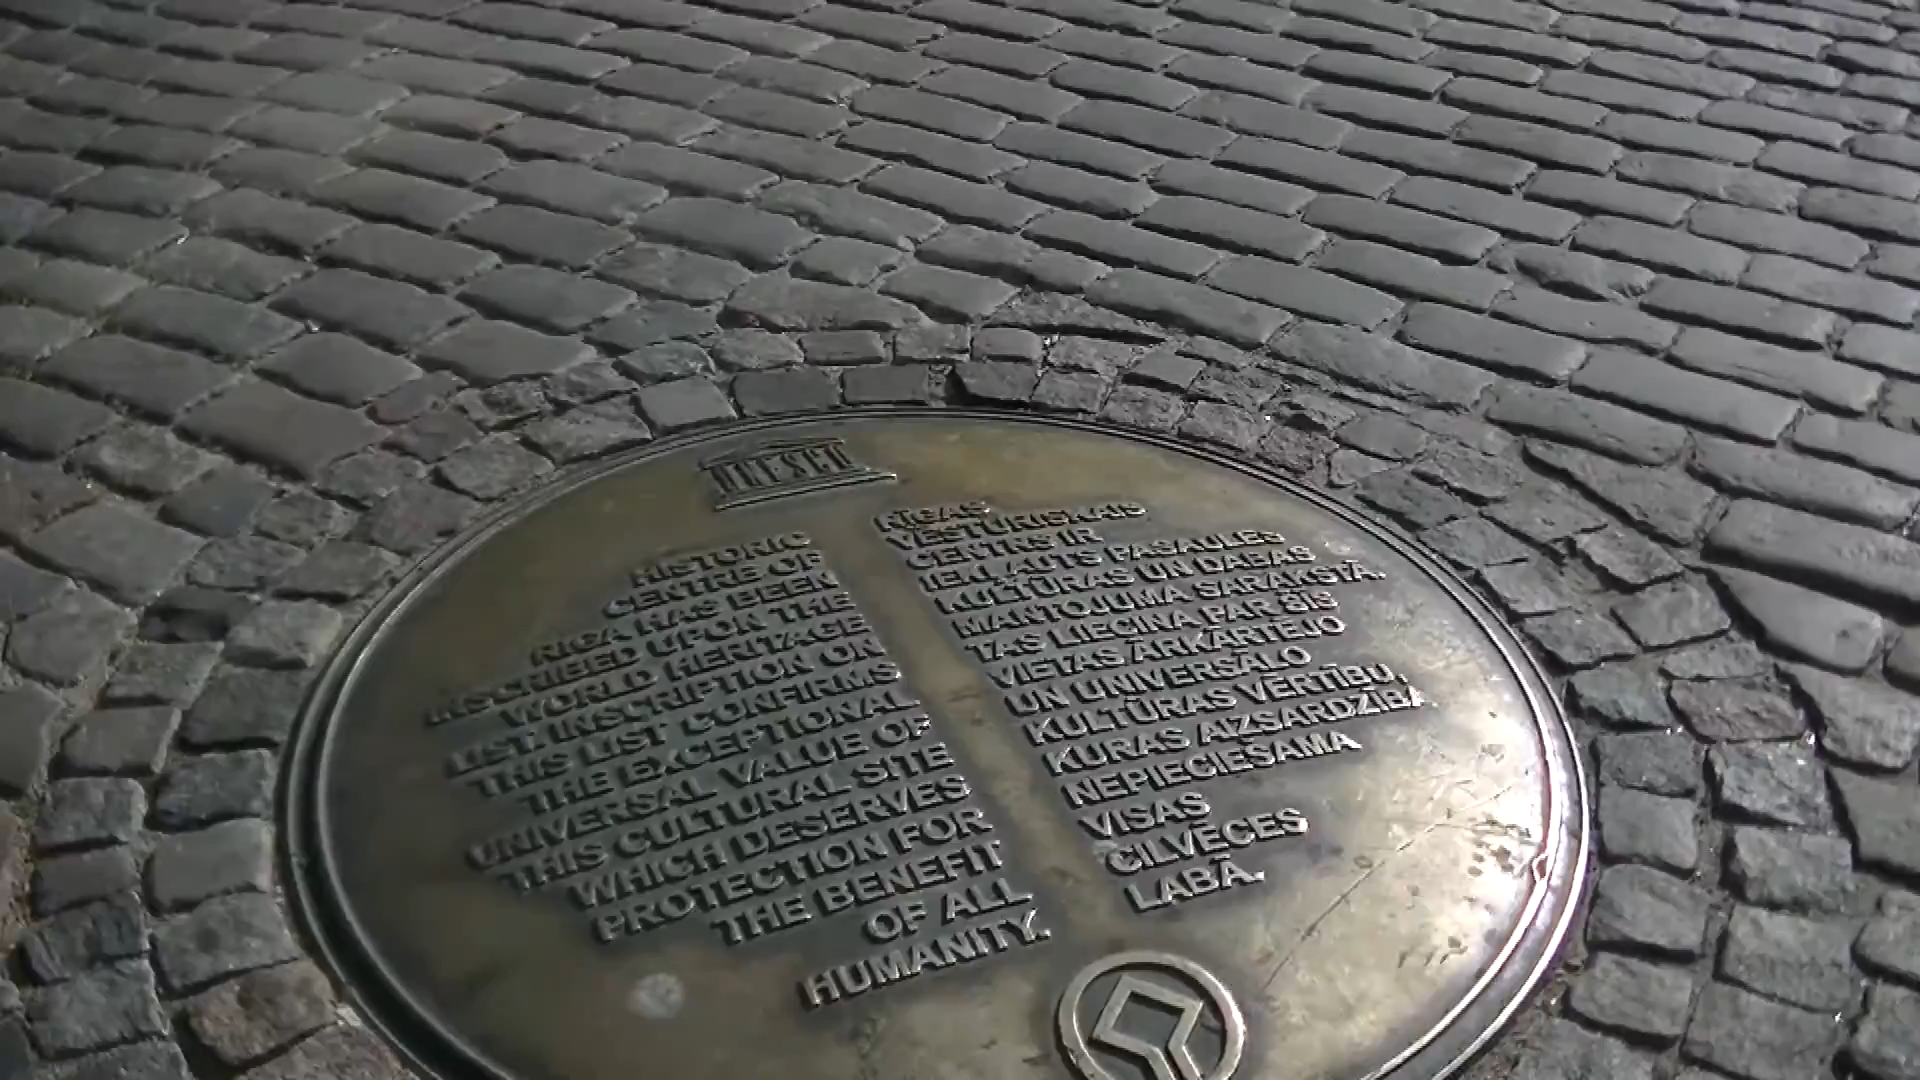 UNESCO
HISTORIC
CENTRE OF
RIGA HAS BEEN
INSCRIBED UPON THE
WORLD HERITAGE
LIST. INSCRIPTION ON
THIS LIST CONFIRMS
THE EXCEPTIONAL
UNIVERSAL VALUE OF
THIS CULTURAL SITE
WHICH DESERVES
PROTECTION FOR
THE BENEFIT
OF ALL
HUMANITY.
RĪGAS
VĒSTURISKAIS
CENTRS IR
IEKĻAUTS PASAULES
KULTŪRAS UN DABAS
MANTOJUMA SARAKSTĀ.
TAS LIECINA PAR ŠĪS
VIETAS ĀRKĀRTĒJO
UN UNIVERSĀLO
KULTŪRAS VĒRTĪBU,
KURAS AIZSARDZĪBA
NEPIECIEŠAMA
VISAS
CILVĒCES
LABĀ.